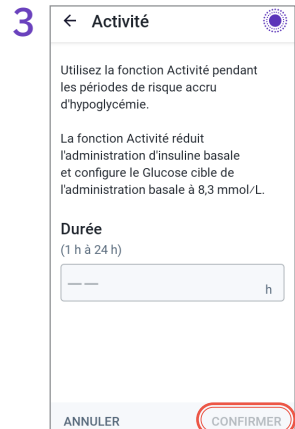 3
← Activité
Utilisez la fonction Activité pendant
les périodes de risque accru
d'hypoglycémie.
La fonction Activité réduit
l'administration d'insuline basale
et configure le Glucose cible de
l'administration basale à 8,3 mmol/L.
Durée
(1 h à 24 h)
—— h
ANNULER CONFIRMER